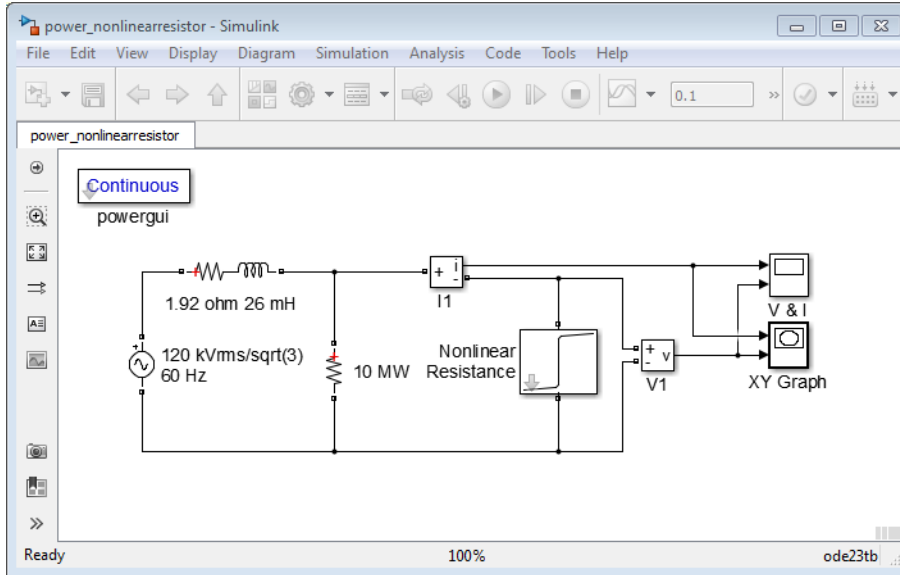 power_nonlinearresistor - Simulink
File Edit View Display Diagram Simulation Analysis Code Tools Help
0.1 »
power_nonlinearresistor
Continuous
powergui
1.92 ohm 26 mH
+ i -
I1
V & I
120 kVrms/sqrt(3)
60 Hz
10 MW
Nonlinear
Resistance
+ - v
V1
XY Graph
Ready 100% ode23tb